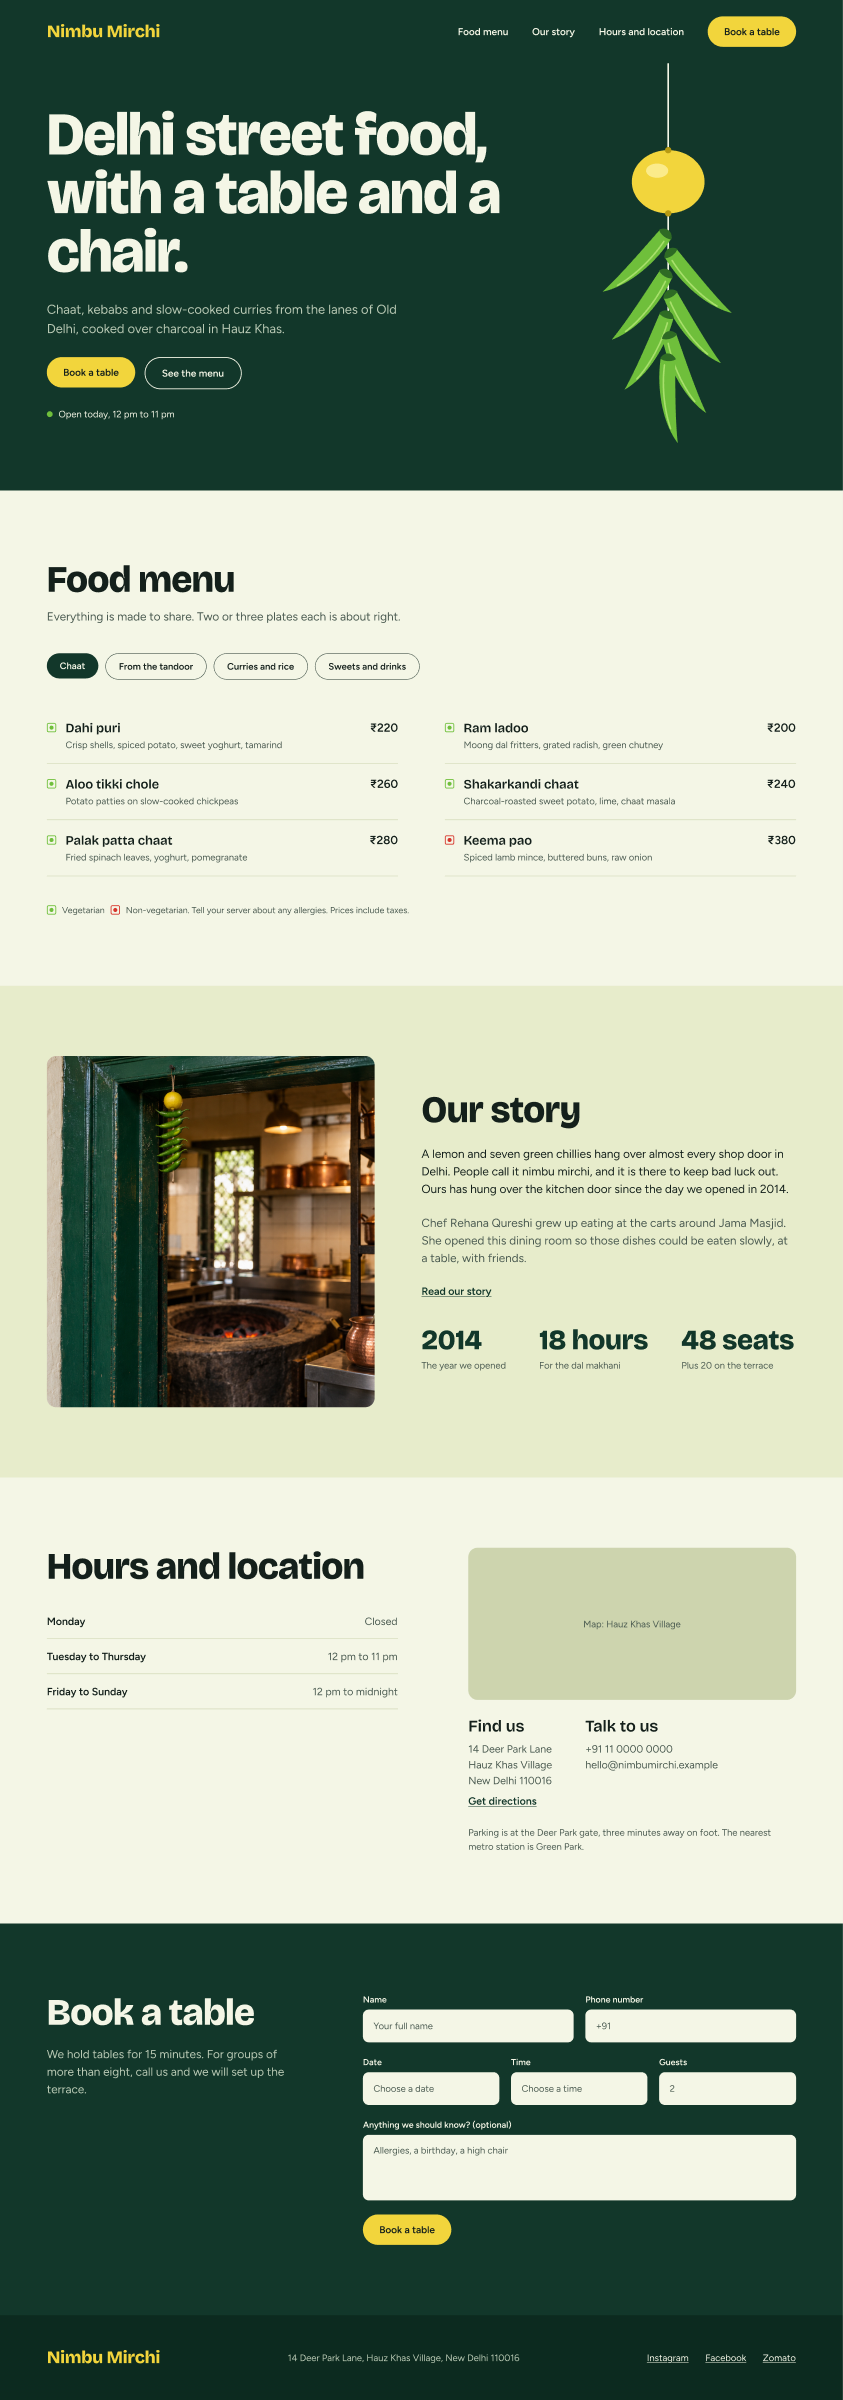 Nimbu Mirchi
Food menu
Our story
Hours and location
Book a table
Delhi street food,
with a table and a
chair.
Chaat, kebabs and slow-cooked curries from the lanes of Old
Delhi, cooked over charcoal in Hauz Khas.
Book a table
See the menu
Open today, 12 pm to 11 pm
Food menu
Everything is made to share. Two or three plates each is about right.
Chaat
From the tandoor
Curries and rice
Sweets and drinks
Dahi puri ₹220
Crisp shells, spiced potato, sweet yoghurt, tamarind
Aloo tikki chole ₹260
Potato patties on slow-cooked chickpeas
Palak patta chaat ₹280
Fried spinach leaves, yoghurt, pomegranate
Ram ladoo ₹200
Moong dal fritters, grated radish, green chutney
Shakarkandi chaat ₹240
Charcoal-roasted sweet potato, lime, chaat masala
Keema pao ₹380
Spiced lamb mince, buttered buns, raw onion
Vegetarian Non-vegetarian. Tell your server about any allergies. Prices include taxes.
Our story
A lemon and seven green chillies hang over almost every shop door in
Delhi. People call it nimbu mirchi, and it is there to keep bad luck out.
Ours has hung over the kitchen door since the day we opened in 2014.
Chef Rehana Qureshi grew up eating at the carts around Jama Masjid.
She opened this dining room so those dishes could be eaten slowly, at
a table, with friends.
Read our story
2014
The year we opened
18 hours
For the dal makhani
48 seats
Plus 20 on the terrace
Hours and location
Monday Closed
Tuesday to Thursday 12 pm to 11 pm
Friday to Sunday 12 pm to midnight
Map: Hauz Khas Village
Find us
14 Deer Park Lane
Hauz Khas Village
New Delhi 110016
Get directions
Talk to us
+91 11 0000 0000
hello@nimbumirchi.example
Parking is at the Deer Park gate, three minutes away on foot. The nearest
metro station is Green Park.
Book a table
We hold tables for 15 minutes. For groups of
more than eight, call us and we will set up the
terrace.
Name
Your full name
Phone number
+91
Date
Choose a date
Time
Choose a time
Guests
2
Anything we should know? (optional)
Allergies, a birthday, a high chair
Book a table
Nimbu Mirchi
14 Deer Park Lane, Hauz Khas Village, New Delhi 110016
Instagram
Facebook
Zomato